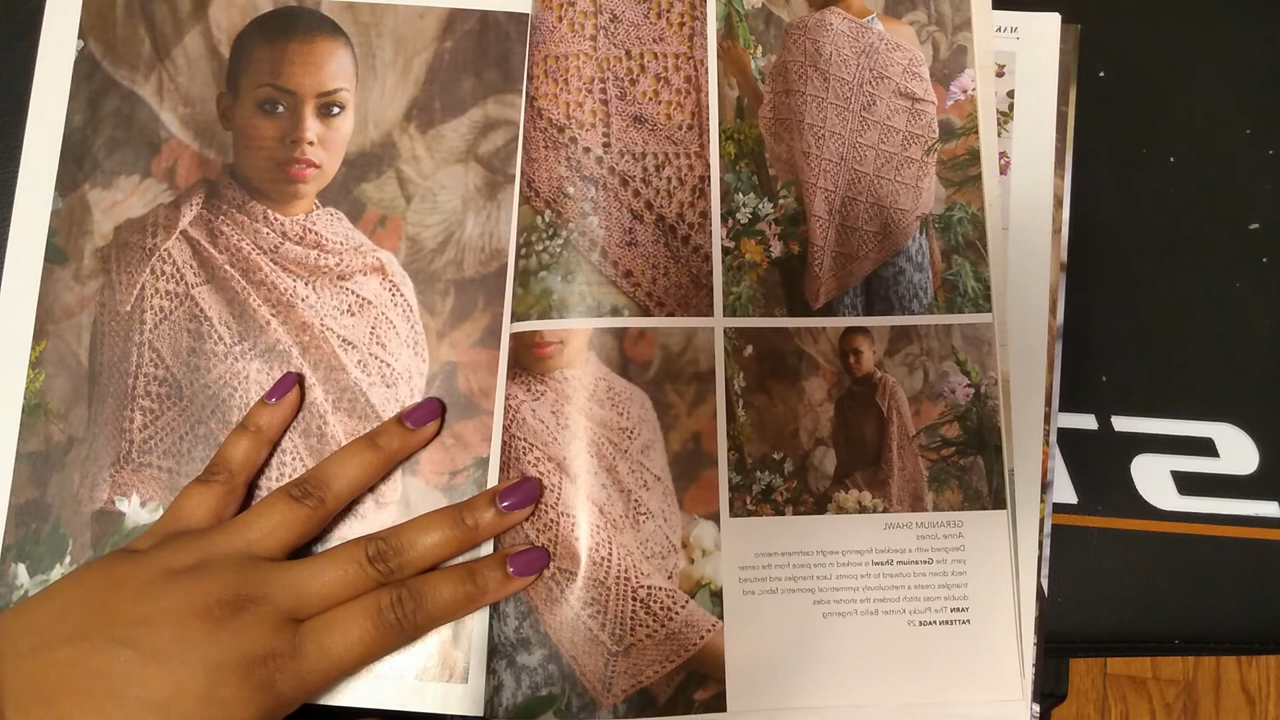 GERANIUM SHAWL
Anne Jones
Designed with a speckled fingering-weight cashmere-merino
yarn, the Geranium Shawl is worked in one piece from the center
neck down and outward to the points. Lace triangles and textured
triangles create a meticulously symmetrical geometric fabric, and
double moss stitch borders the shorter sides.
YARN The Plucky Knitter Bello Fingering
PATTERN PAGE 29